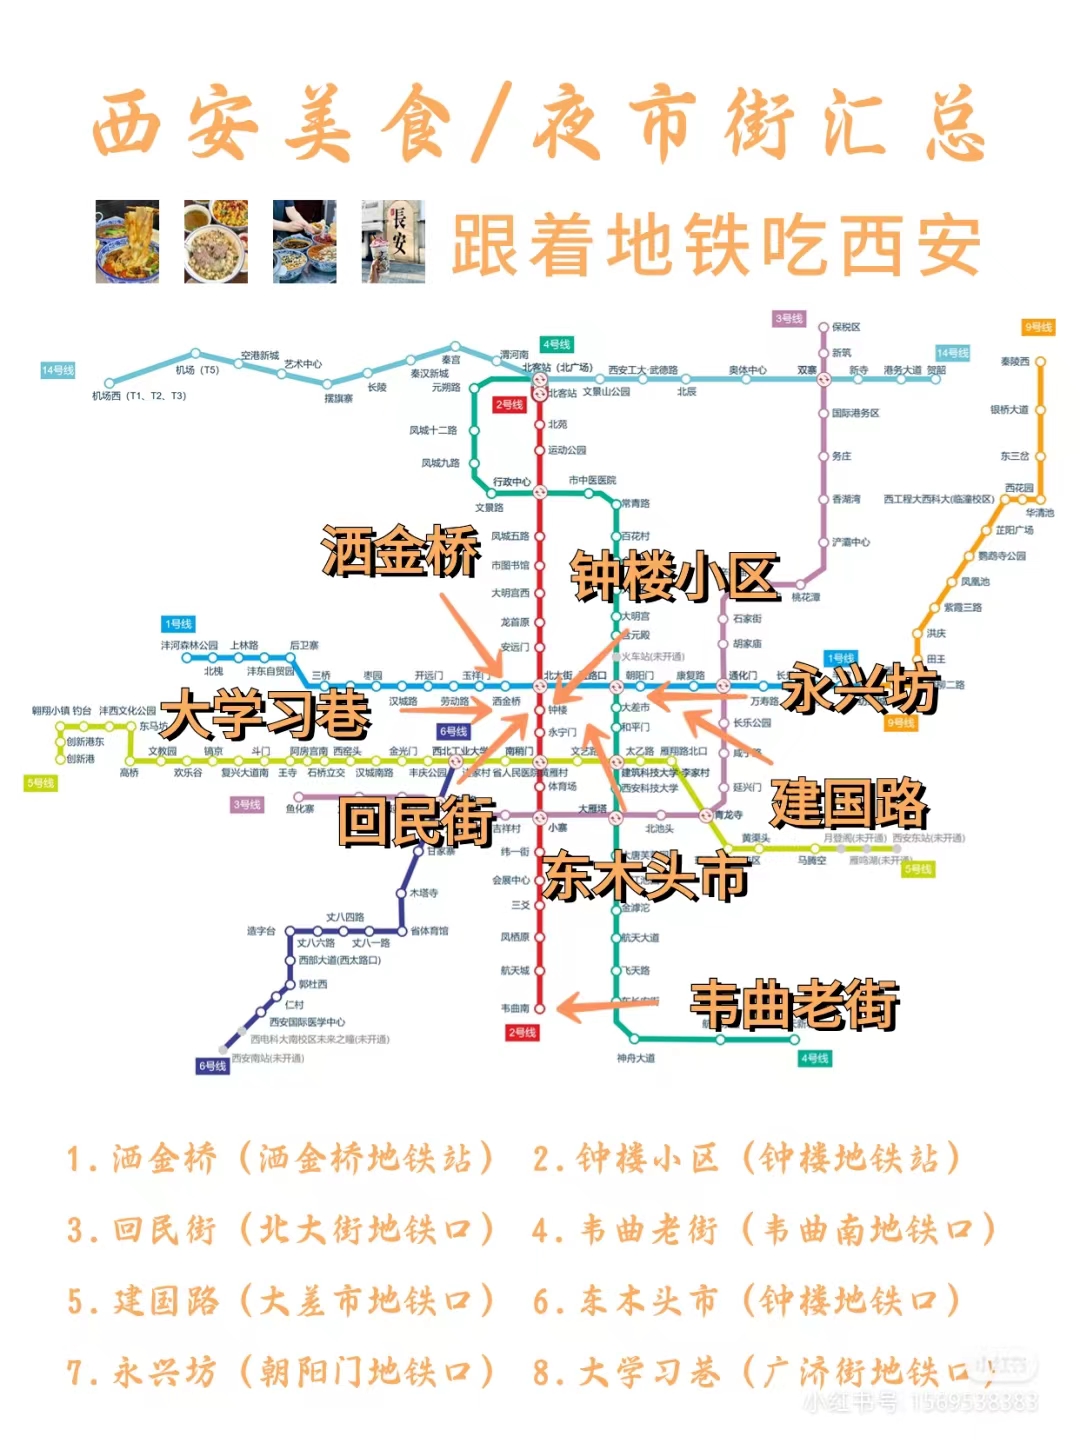 西安美食/夜市街汇总
長安
跟着地铁吃西安
3号线
保税区
9号线
4号线
新筑
14号线
空港新城
秦宫
渭河南
14号线
秦陵西
机场（T5）
艺术中心
秦汉新城
北客站（北广场）
西安工大·武德路
奥体中心
双寨
新寺
港务大道
贺韶
机场西（T1、T2、T3）
摆旗寨
长陵
元朔路
北客站
文景山公园
北辰
2号线
银桥大道
国际港务区
凤城十二路
北苑
运动公园
务庄
东三岔
凤城九路
行政中心
市中医医院
西花园
文景路
常青路
香湖湾
西工程大西科大(临潼校区)
华清池
凤城五路
百花村
浐灞中心
芷阳广场
洒金桥
钟楼小区
市图书馆
鹦鹉寺公园
大明宫西
桃花潭
凤凰池
大明宫
石家街
紫霞三路
1号线
龙首原
含元殿
洪庆
沣河森林公园
上林路
后卫寨
安远门
胡家庙
火车站(未开通)
1号线
田王
北槐
沣东自贸园
三桥
枣园
开远门
玉祥门
北大街
五路口
朝阳门
康复路
通化门
永兴坊
汉城路
劳动路
洒金桥
万寿路
9号线
大学习巷
朝翔小镇
钓台
沣西文化公园
钟楼
大差市
创新港东
东马坊
6号线
永宁门
和平门
长乐公园
创新港
文教园
镐京
斗门
阿房宫南
西窑头
金光门
西北工业大学
南稍门
文艺路
太乙路
雁翔路北口
5号线
高桥
欢乐谷
复兴大道南
王寺
石桥立交
汉城南路
丰庆公园
省人民医院
黄雁村
建筑科技大学·李家村
体育场
西安科技大学
延兴门
3号线
鱼化寨
回民街
大雁塔
建国路
吉祥村
小寨
北池头
青龙寺
黄渠头
月登阁(未开通)
西安东站(未开通)
甘家寨
纬一街
东木头市
马腾空
雁鸣湖(未开通)
5号线
木塔寺
会展中心
三爻
金滹沱
丈八四路
造字台
省体育馆
凤栖原
航天大道
丈八六路
丈八一路
西部大道(西太路口)
航天城
飞天路
郭杜西
韦曲南
韦曲老街
仁村
西安国际医学中心
2号线
西电科大南校区未来之瞳(未开通)
西安南站(未开通)
6号线
神舟大道
4号线
1.洒金桥（洒金桥地铁站）
2.钟楼小区（钟楼地铁站）
3.回民街（北大街地铁口）
4.韦曲老街（韦曲南地铁口）
5.建国路（大差市地铁口）
6.东木头市（钟楼地铁口）
7.永兴坊（朝阳门地铁口）
8.大学习巷（广济街地铁口）
小红书
小红书号：1569538383